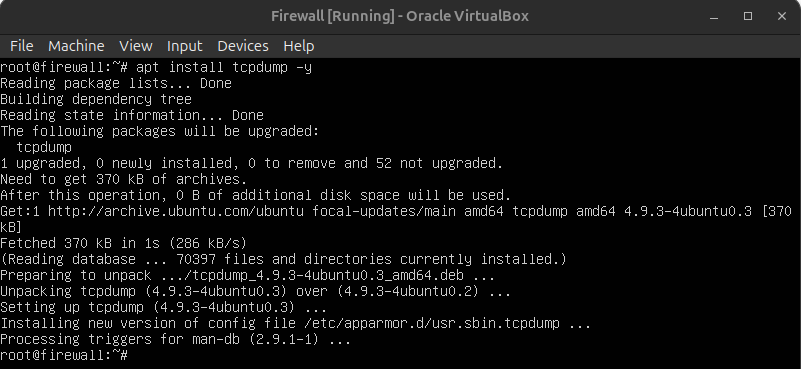 Firewall [Running] - Oracle VirtualBox
File Machine View Input Devices Help
root@firewall:~# apt install tcpdump -y
Reading package lists... Done
Building dependency tree
Reading state information... Done
The following packages will be upgraded:
  tcpdump
1 upgraded, 0 newly installed, 0 to remove and 52 not upgraded.
Need to get 370 kB of archives.
After this operation, 0 B of additional disk space will be used.
Get:1 http://archive.ubuntu.com/ubuntu focal-updates/main amd64 tcpdump amd64 4.9.3-4ubuntu0.3 [370
kB]
Fetched 370 kB in 1s (286 kB/s)
(Reading database ... 70397 files and directories currently installed.)
Preparing to unpack .../tcpdump_4.9.3-4ubuntu0.3_amd64.deb ...
Unpacking tcpdump (4.9.3-4ubuntu0.3) over (4.9.3-4ubuntu0.2) ...
Setting up tcpdump (4.9.3-4ubuntu0.3) ...
Installing new version of config file /etc/apparmor.d/usr.sbin.tcpdump ...
Processing triggers for man-db (2.9.1-1) ...
root@firewall:~#